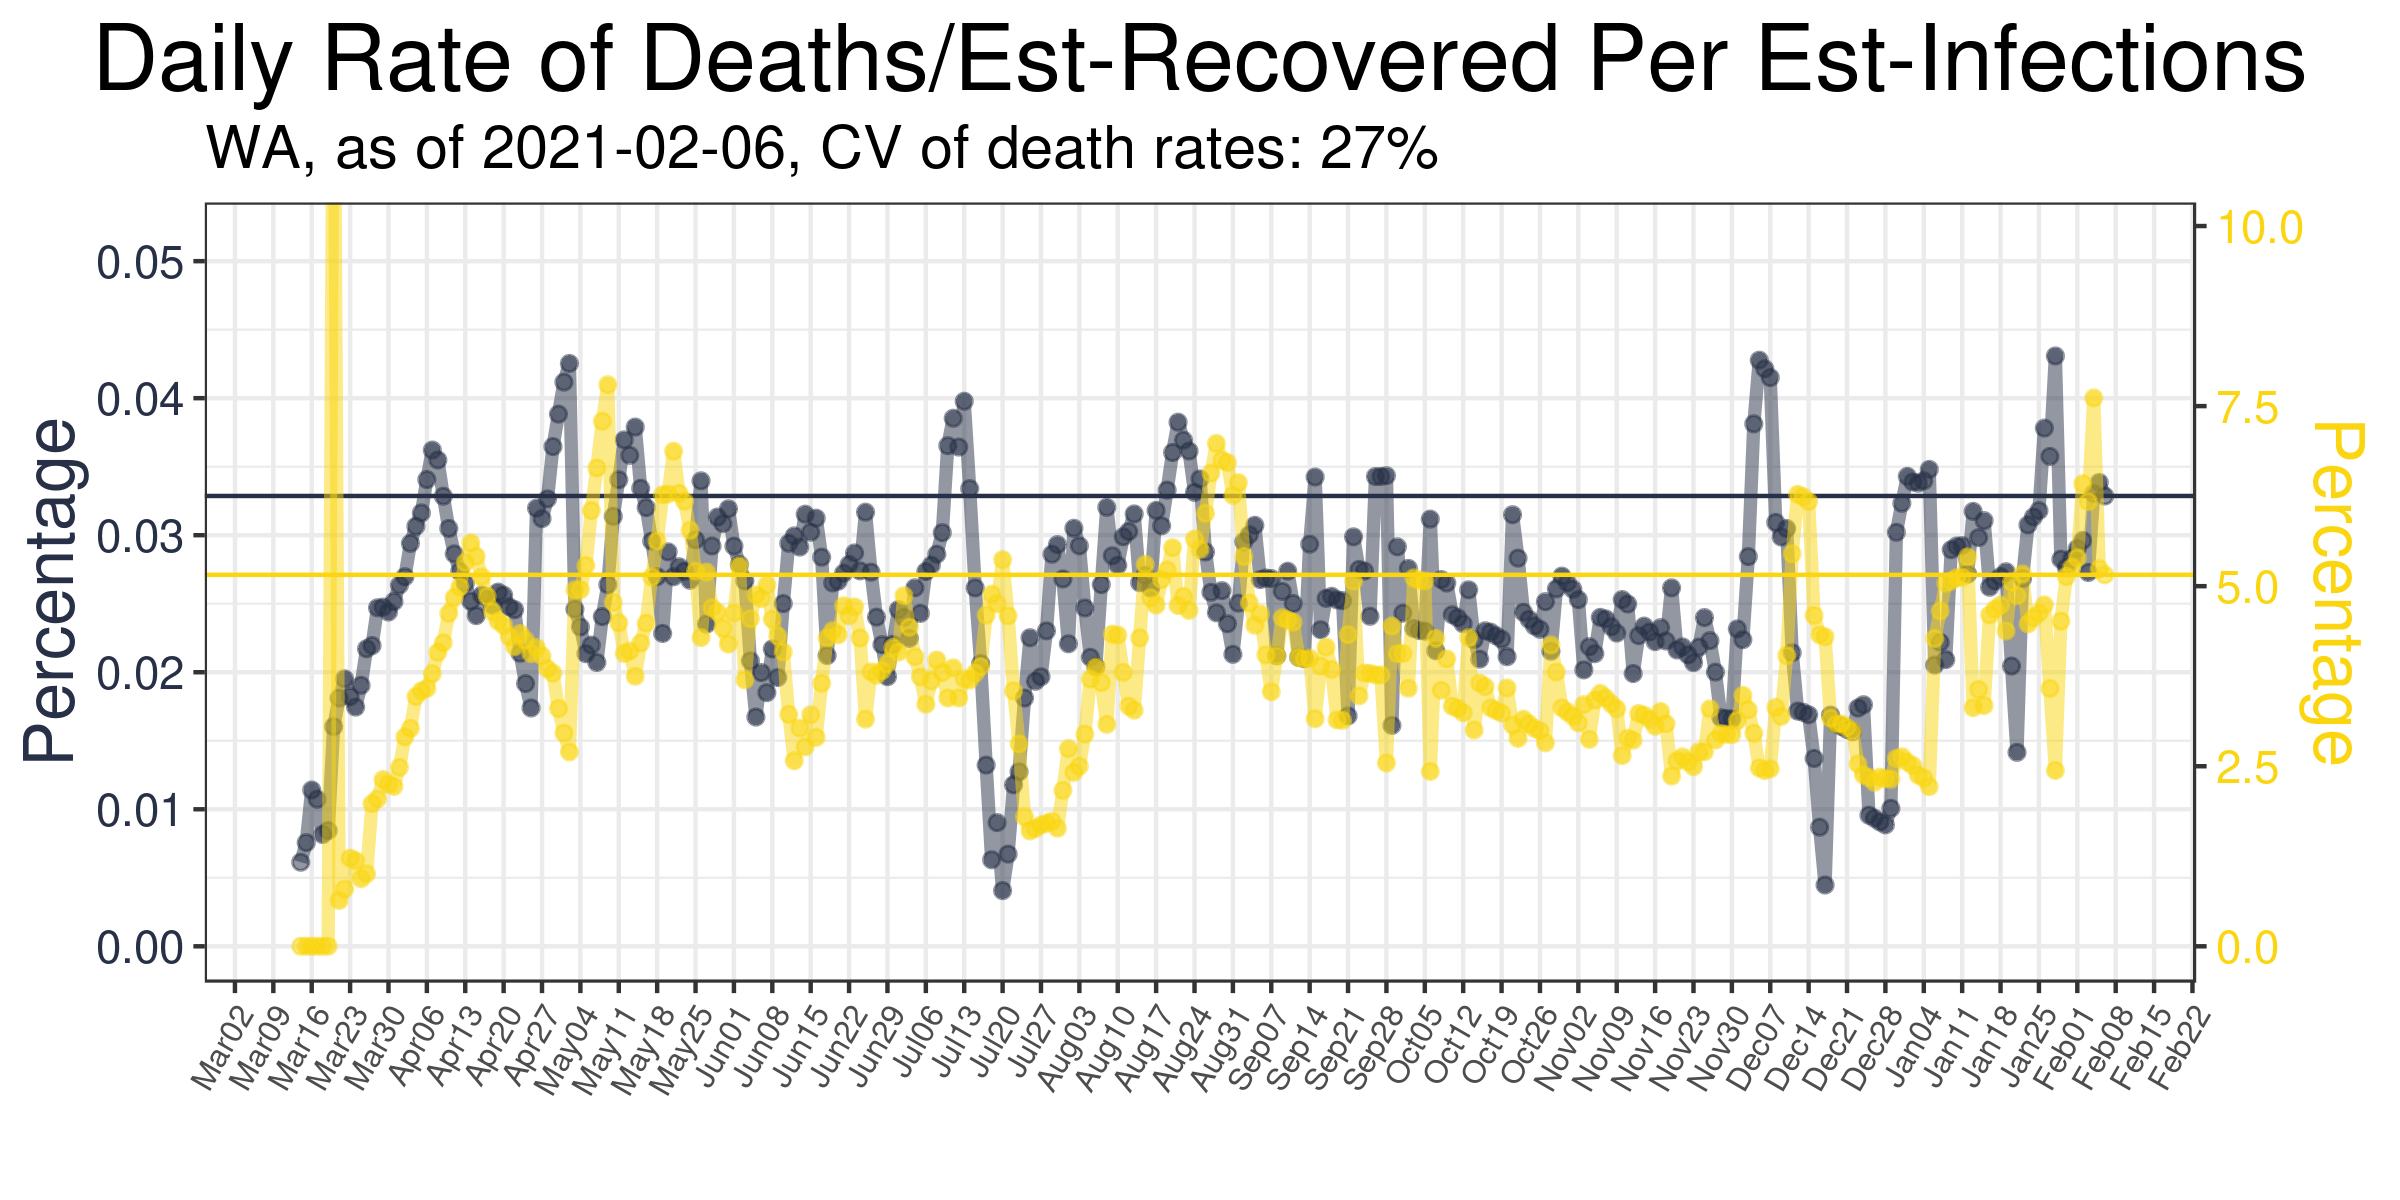 Daily Rate of Deaths/Est-Recovered Per Est-Infections
WA, as of 2021-02-06, CV of death rates: 27%
Percentage
0.05
0.04
0.03
0.02
0.01
0.00
10.0
7.5
5.0
2.5
0.0
Percentage
Mar02
Mar09
Mar16
Mar23
Mar30
Apr06
Apr13
Apr20
Apr27
May04
May11
May18
May25
Jun01
Jun08
Jun15
Jun22
Jun29
Jul06
Jul13
Jul20
Jul27
Aug03
Aug10
Aug17
Aug24
Aug31
Sep07
Sep14
Sep21
Sep28
Oct05
Oct12
Oct19
Oct26
Nov02
Nov09
Nov16
Nov23
Nov30
Dec07
Dec14
Dec21
Dec28
Jan04
Jan11
Jan18
Jan25
Feb01
Feb08
Feb15
Feb22